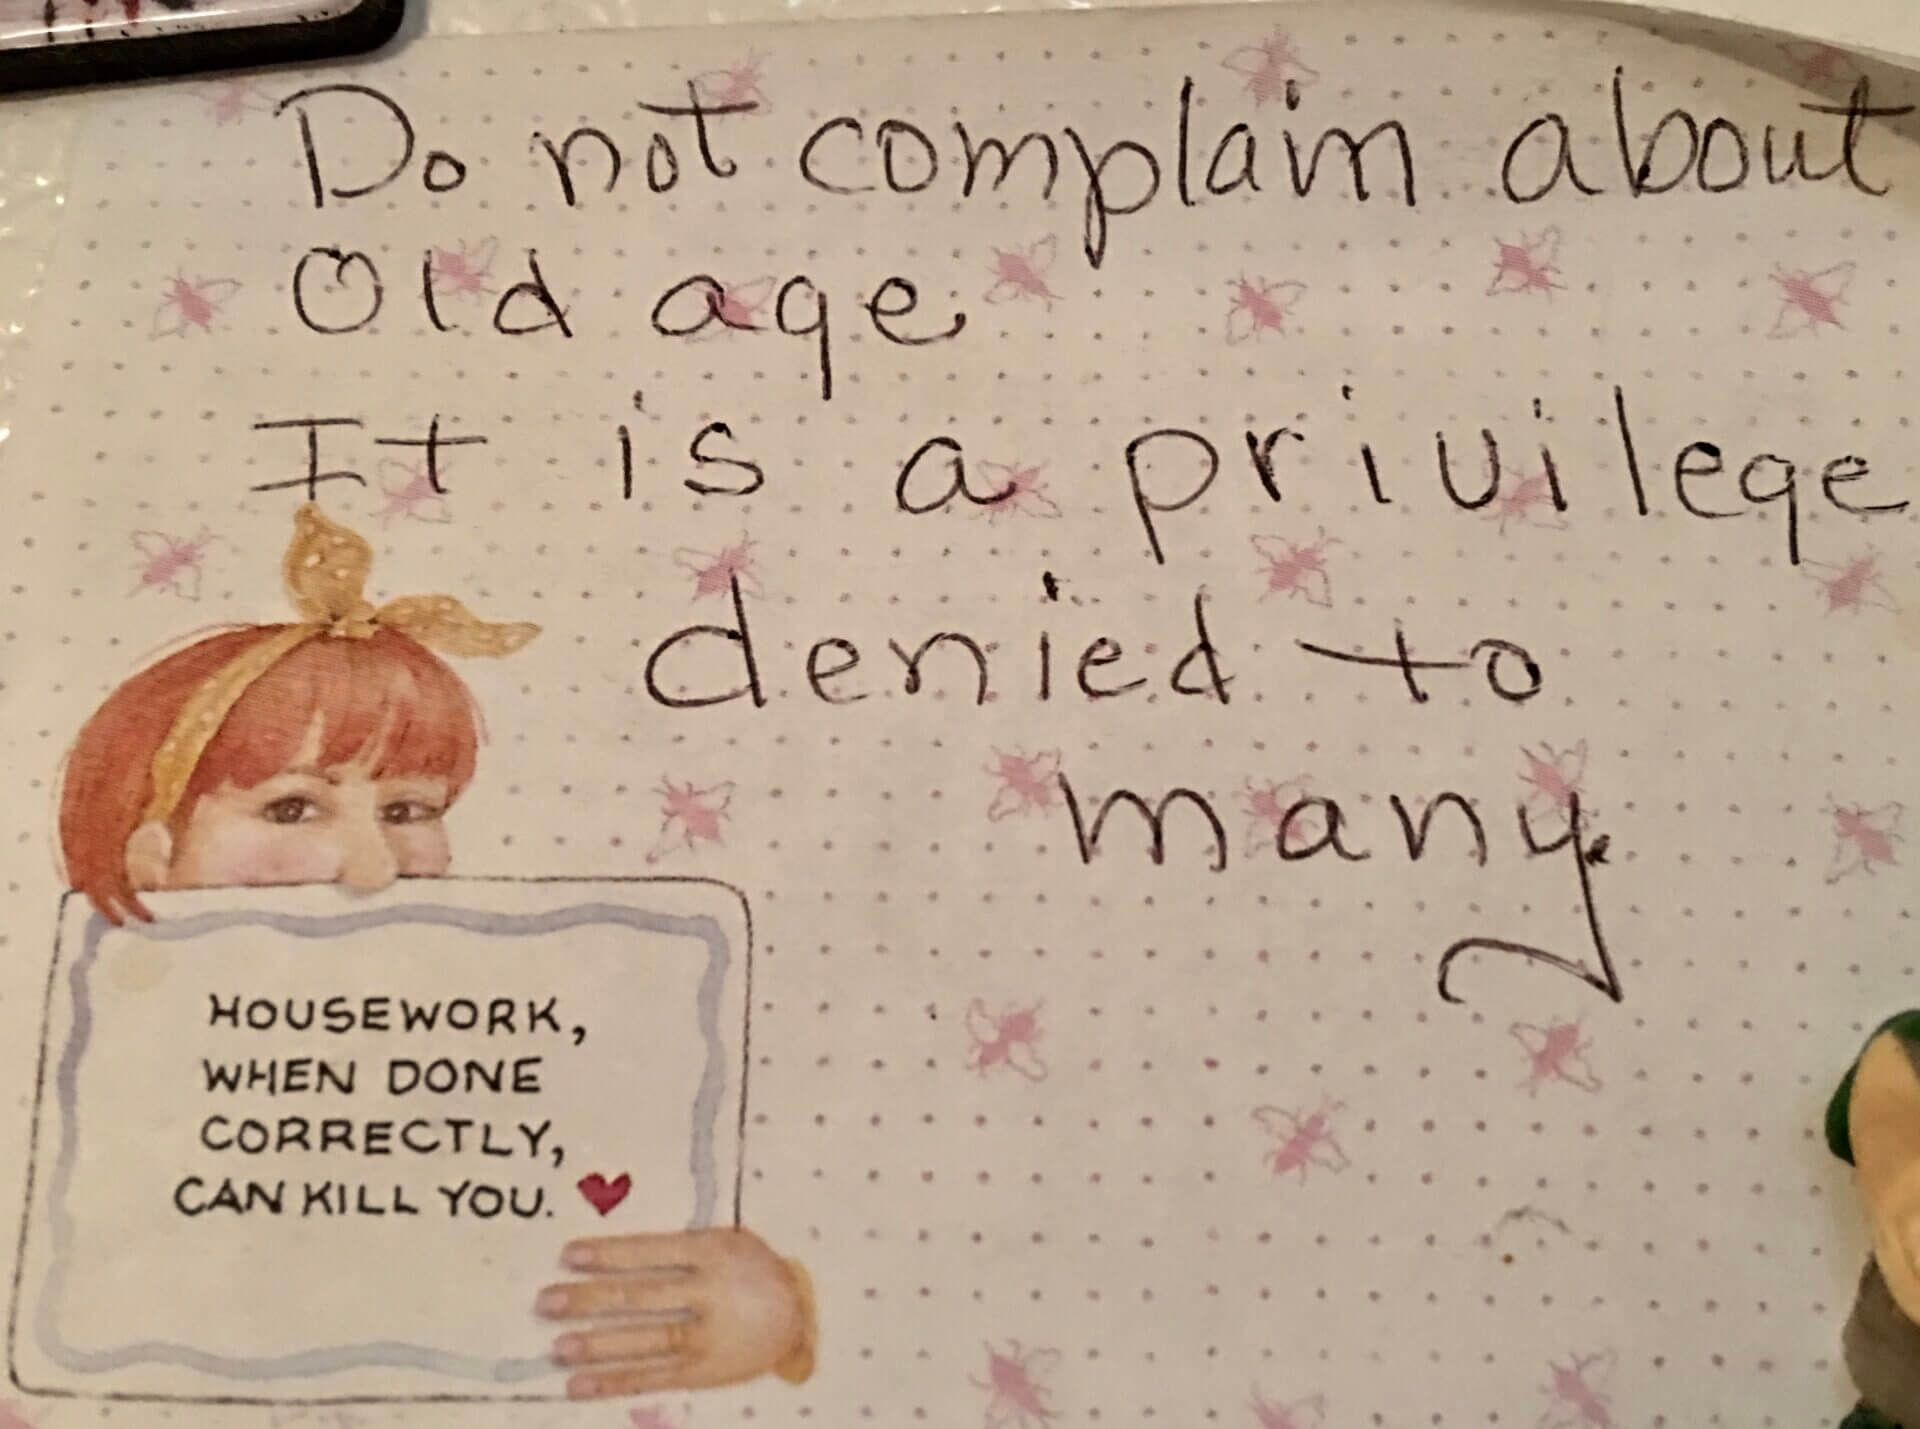 Do not complain about
Old age
It is a privilege
denied to
many.
HOUSEWORK,
WHEN DONE
CORRECTLY,
CAN KILL YOU.